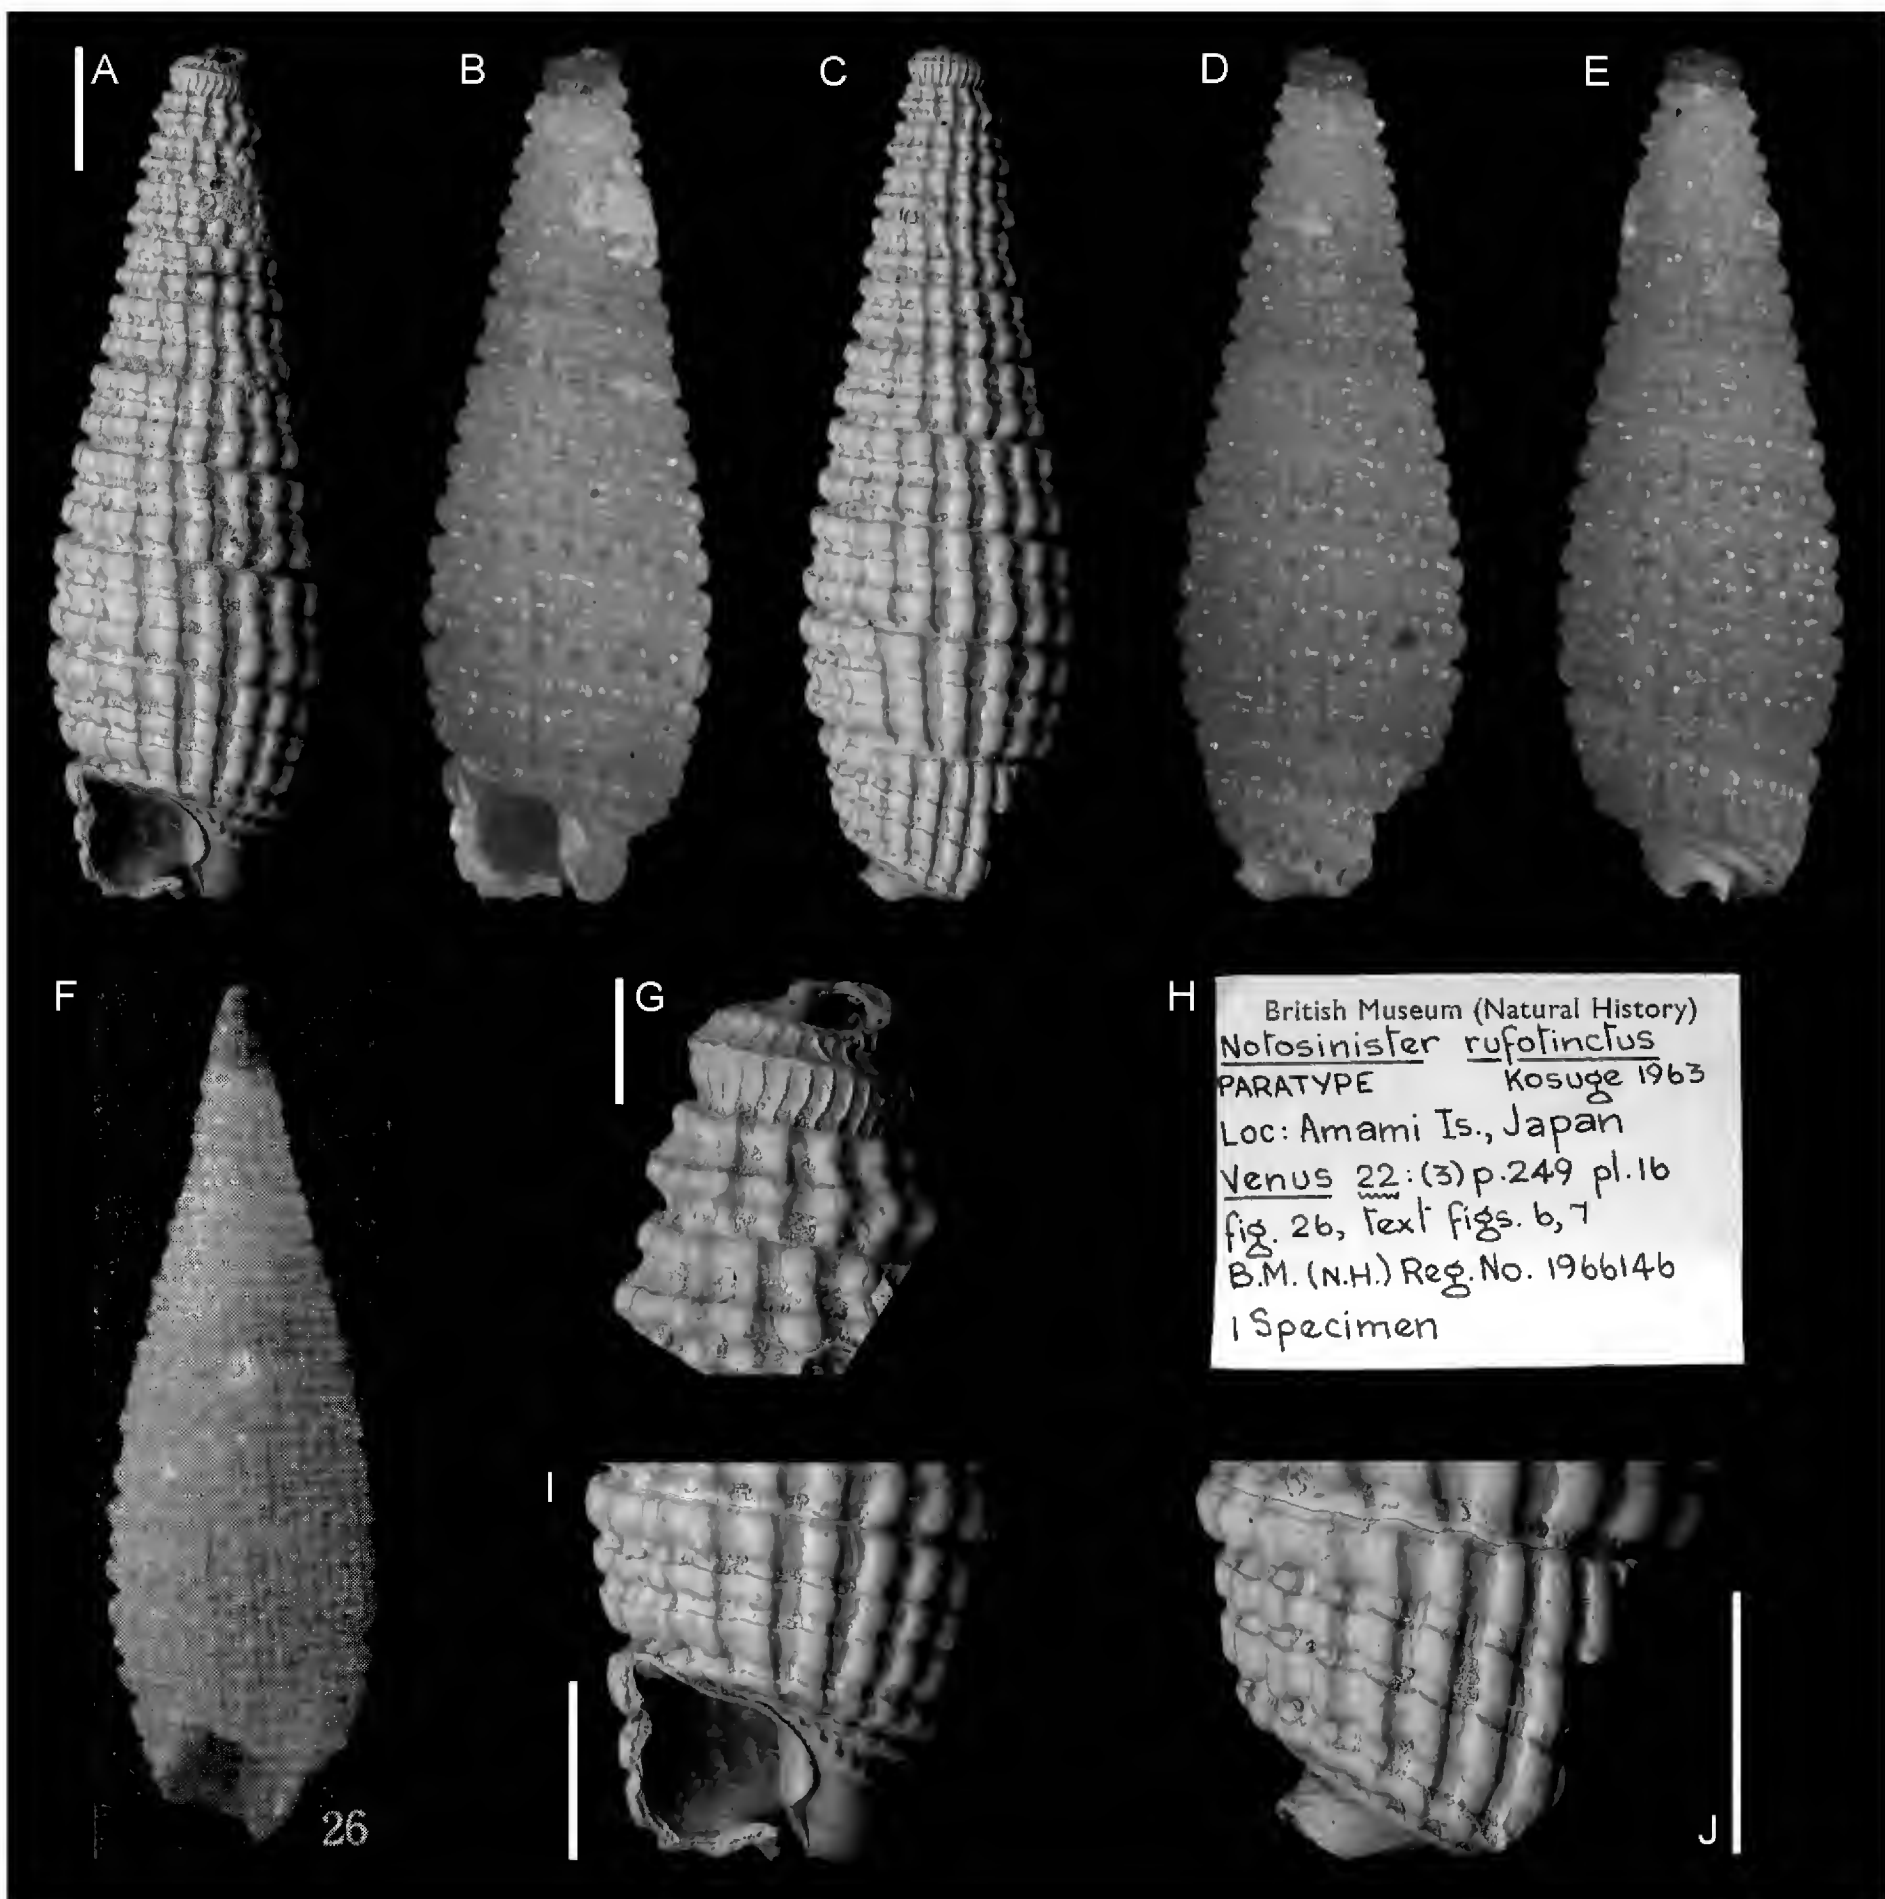 A
B
C
D
E
F
26
G
H
British Museum (Natural History)
Notosinister rufotinctus
PARATYPE Kosuge 1963
Loc: Amami Is., Japan
Venus 22:(3) p.249 pl.16
fig. 26, text figs. 6, 7
B.M. (N.H.) Reg. No. 1966146
1 Specimen
I
J